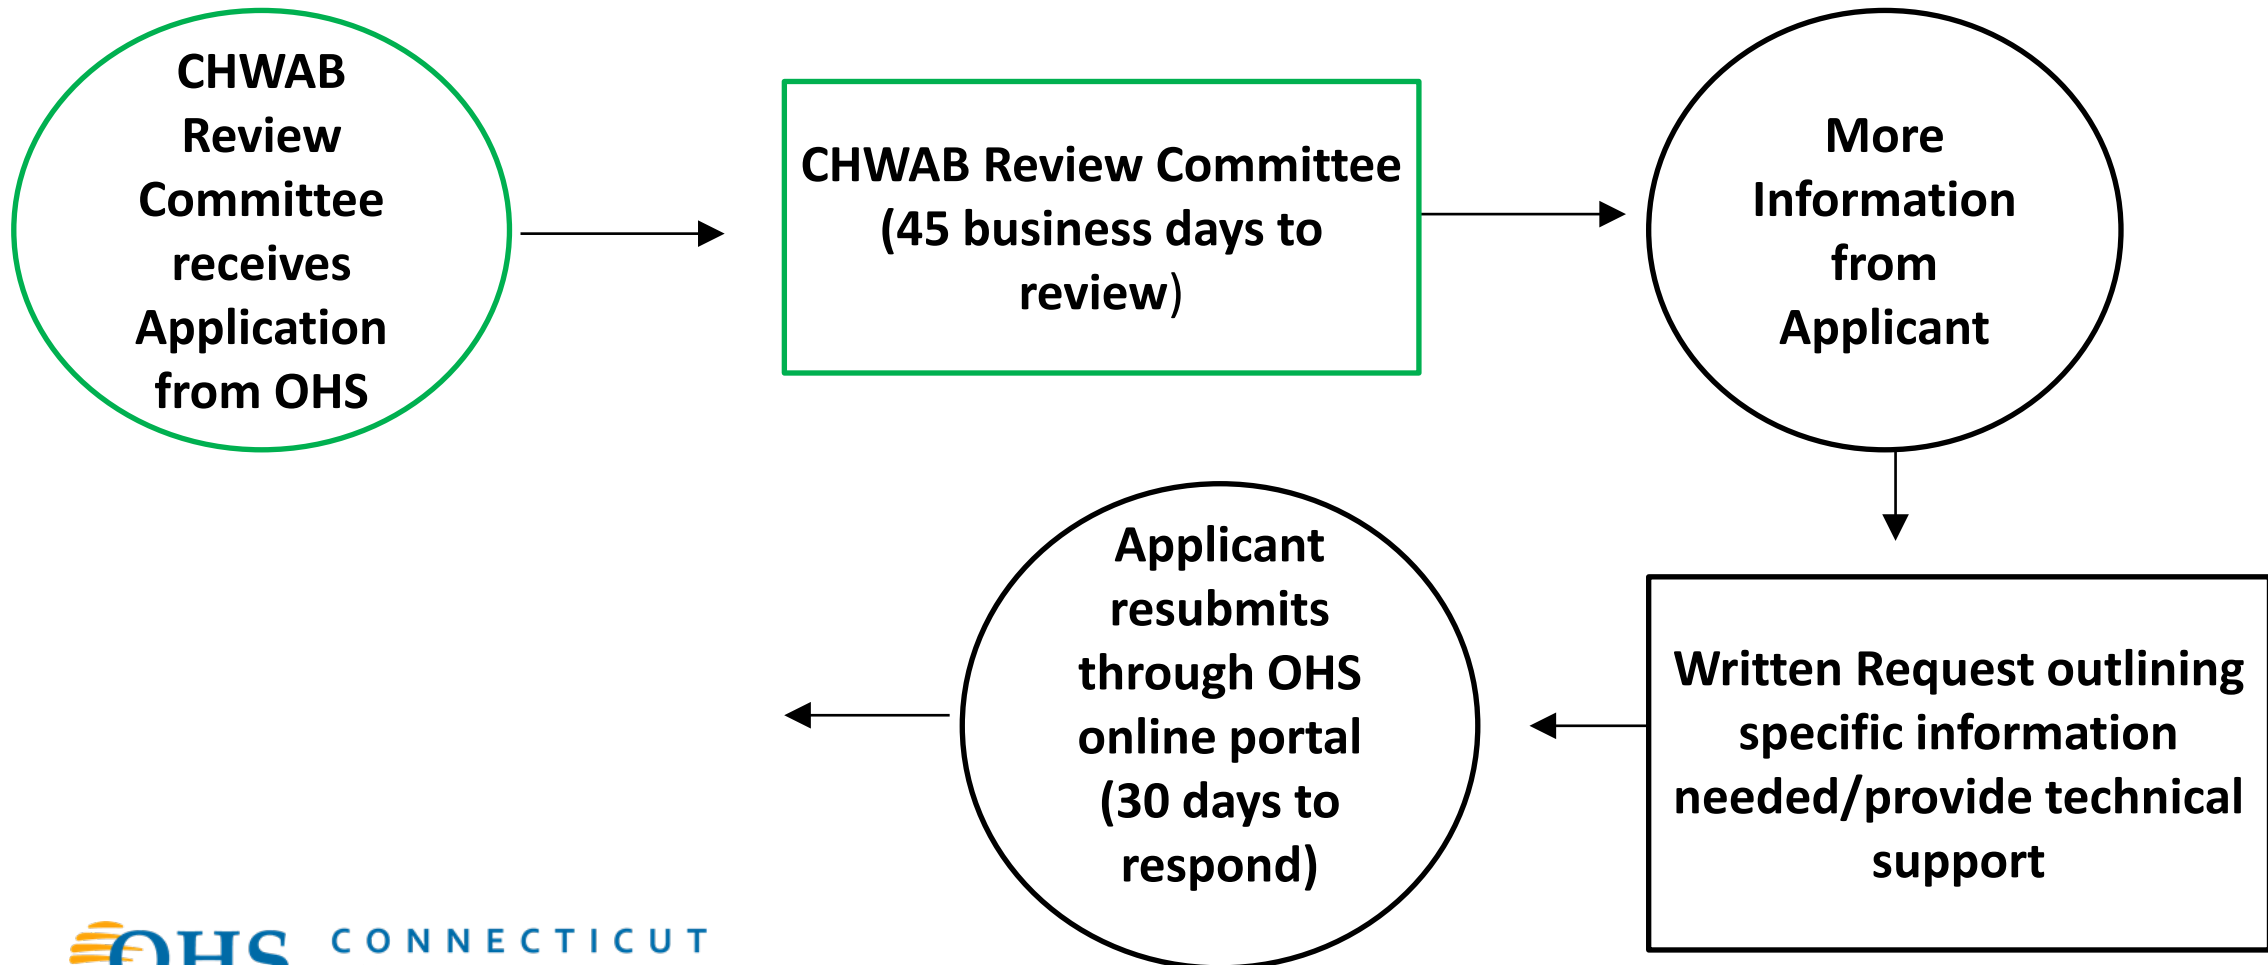 CHWAB
Review
Committee
receives
Application
from OHS
CHWAB Review Committee
(45 business days to
review)
More
Information
from
Applicant
Written Request outlining
specific information
needed/provide technical
support
Applicant
resubmits
through OHS
online portal
(30 days to
respond)
OHS
CONNECTICUT